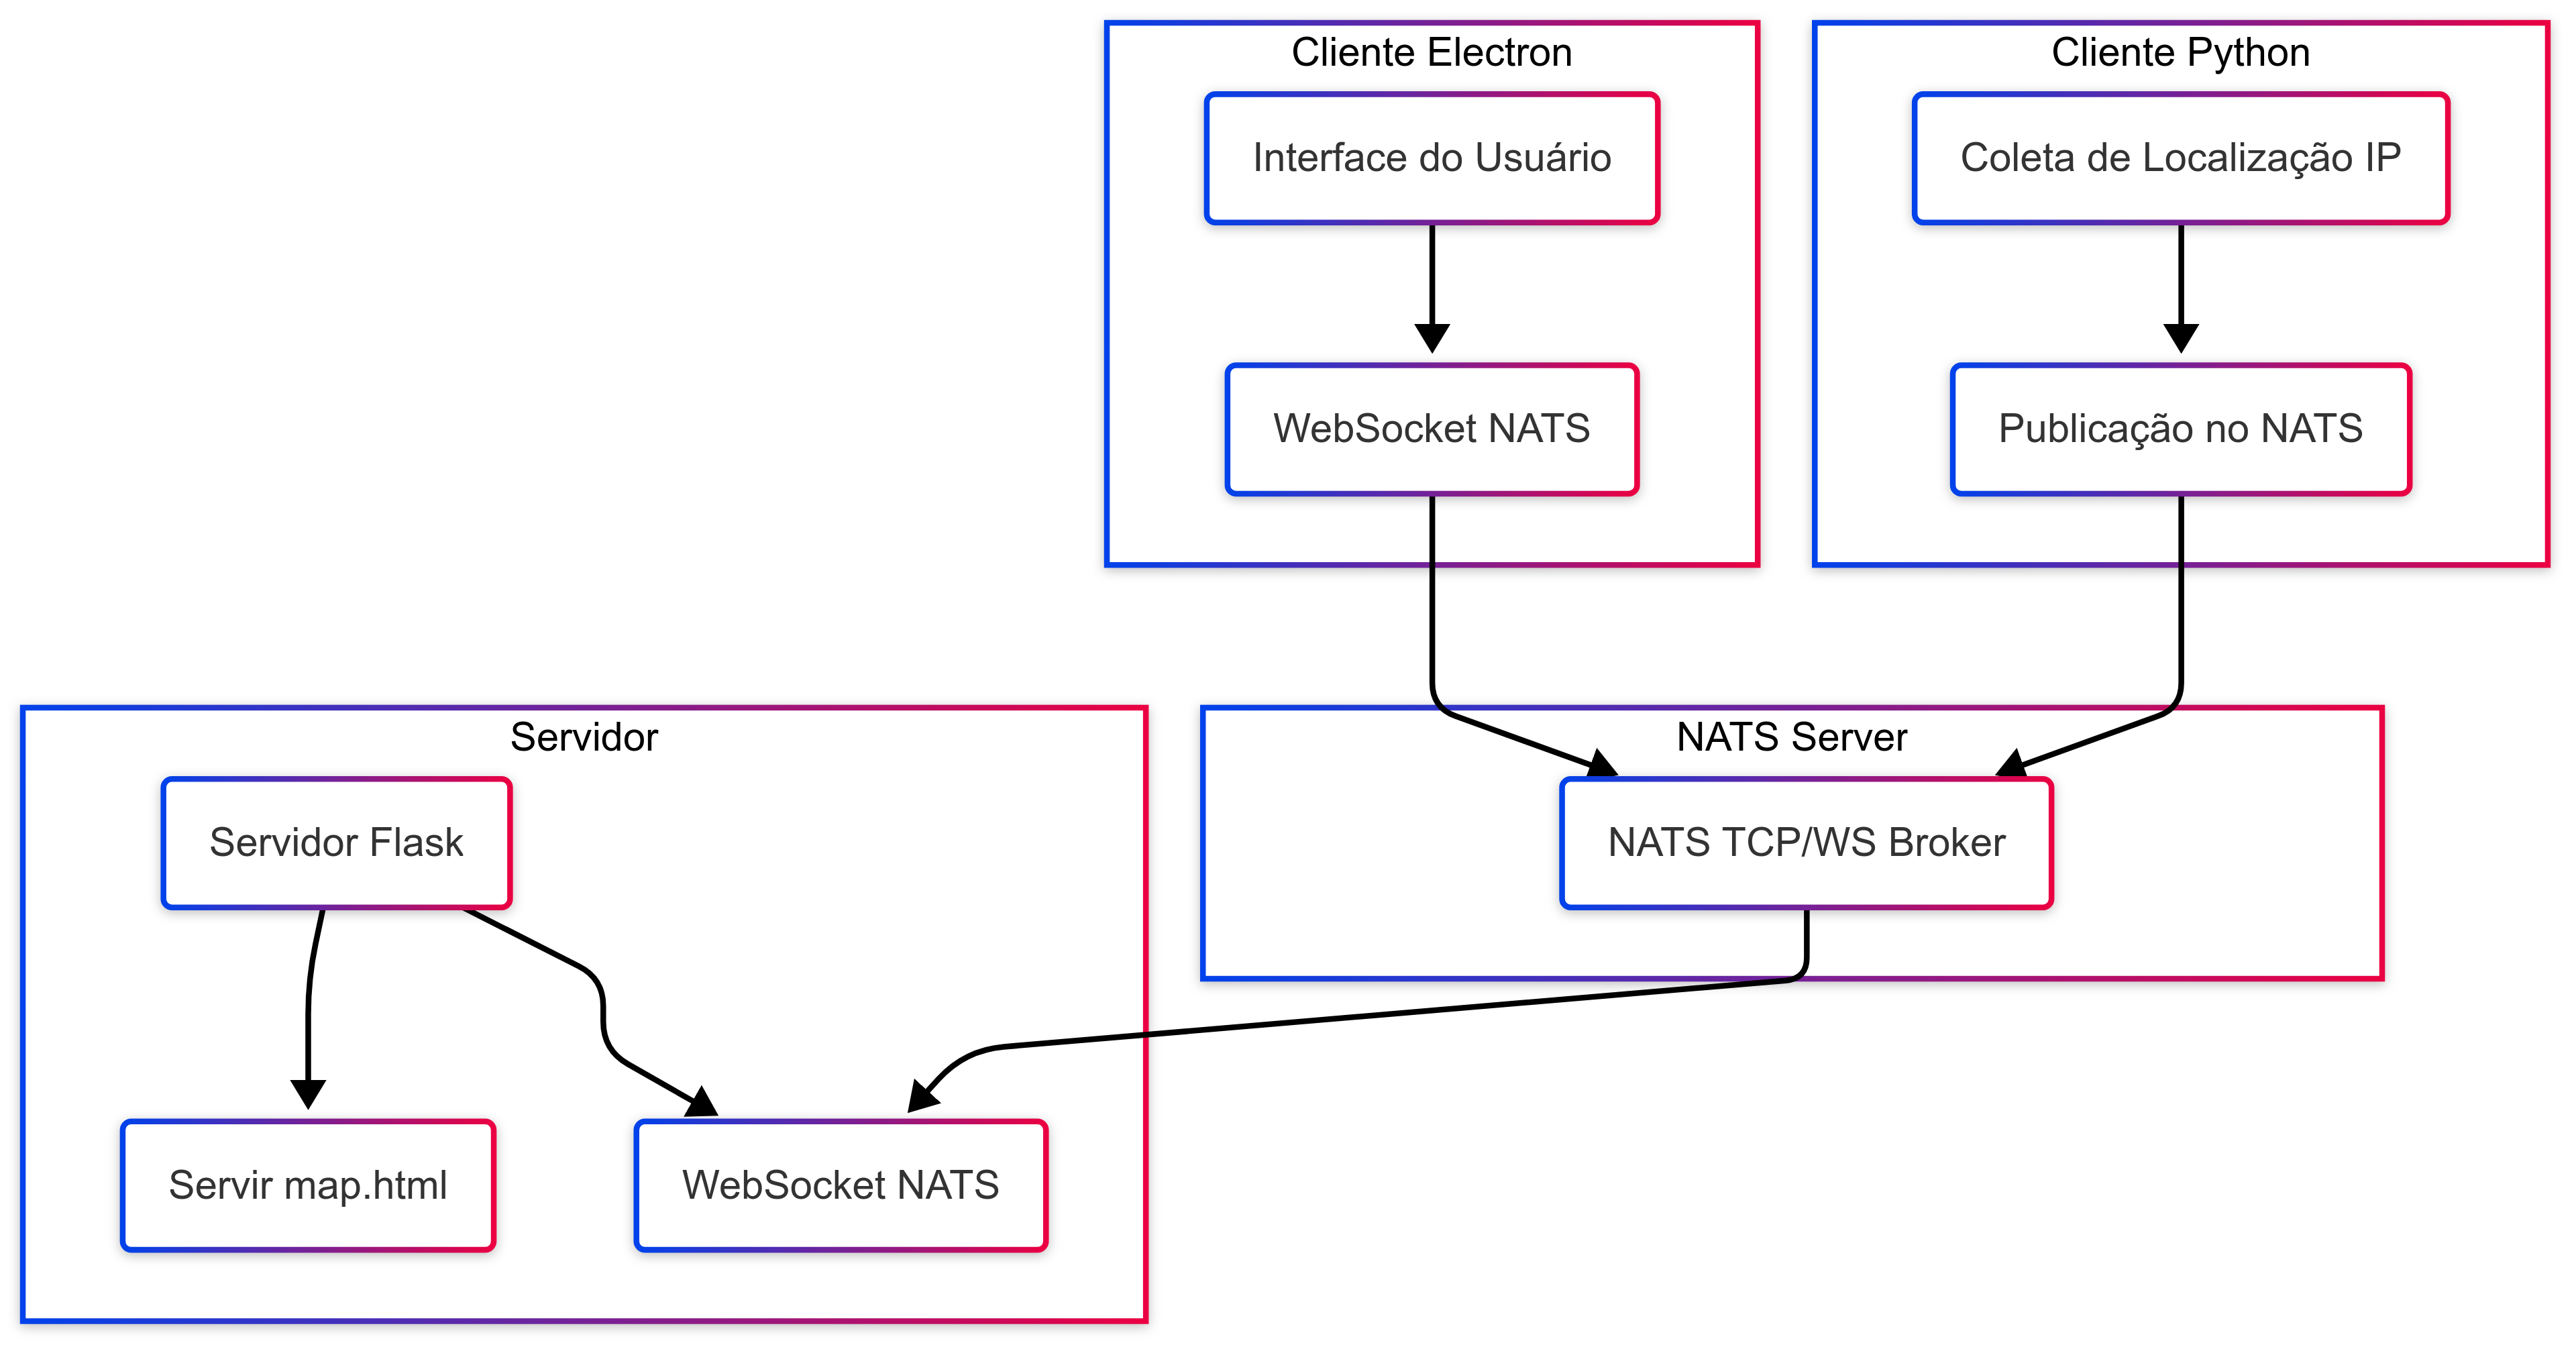 Cliente Electron
Interface do Usuário
WebSocket NATS
Cliente Python
Coleta de Localização IP
Publicação no NATS
Servidor
Servidor Flask
Servir map.html
WebSocket NATS
NATS Server
NATS TCP/WS Broker